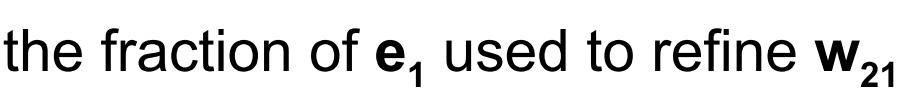 the fraction of e₁ used to refine w₂₁